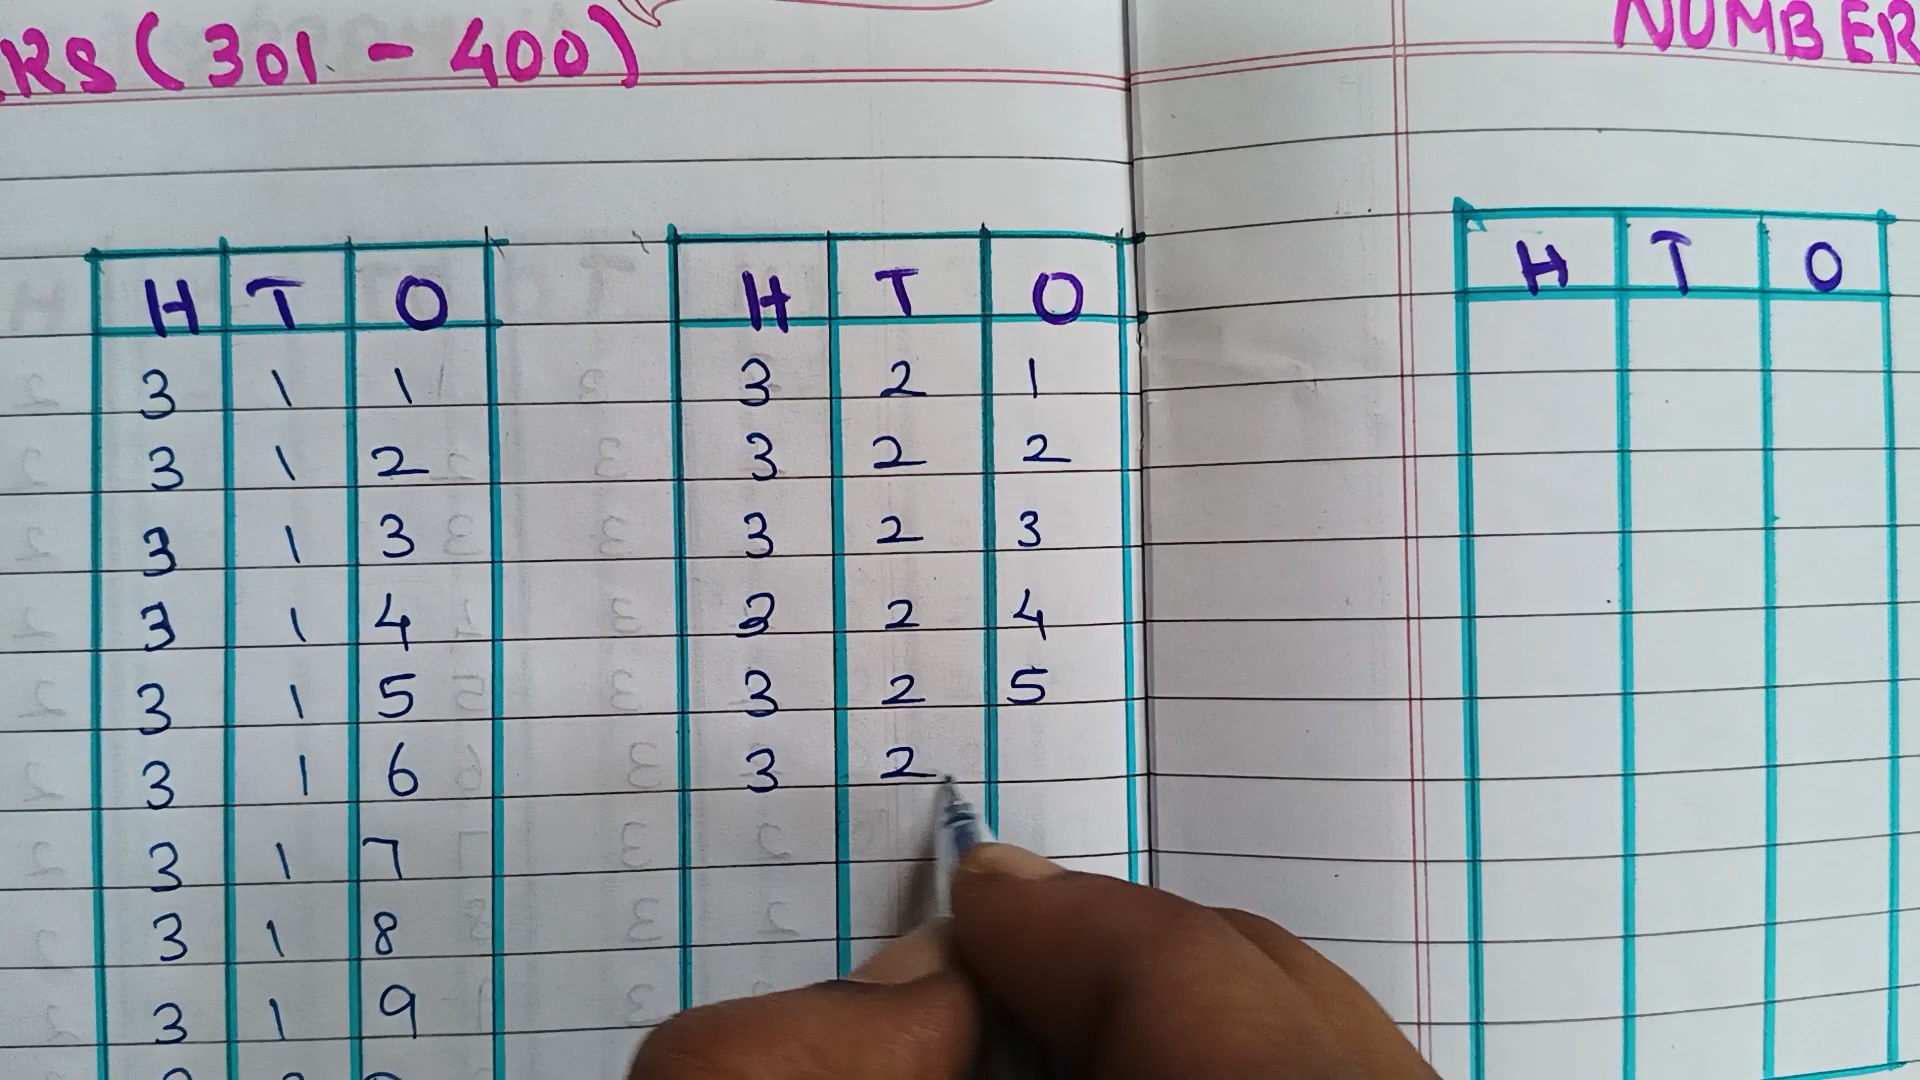 (301 - 400)
NUMBER
H T O
3 1 1
3 1 2
3 1 3
3 1 4
3 1 5
3 1 6
3 1 7
3 1 8
3 1 9
H T O
3 2 1
3 2 2
3 2 3
3 2 4
3 2 5
3 2
H T O